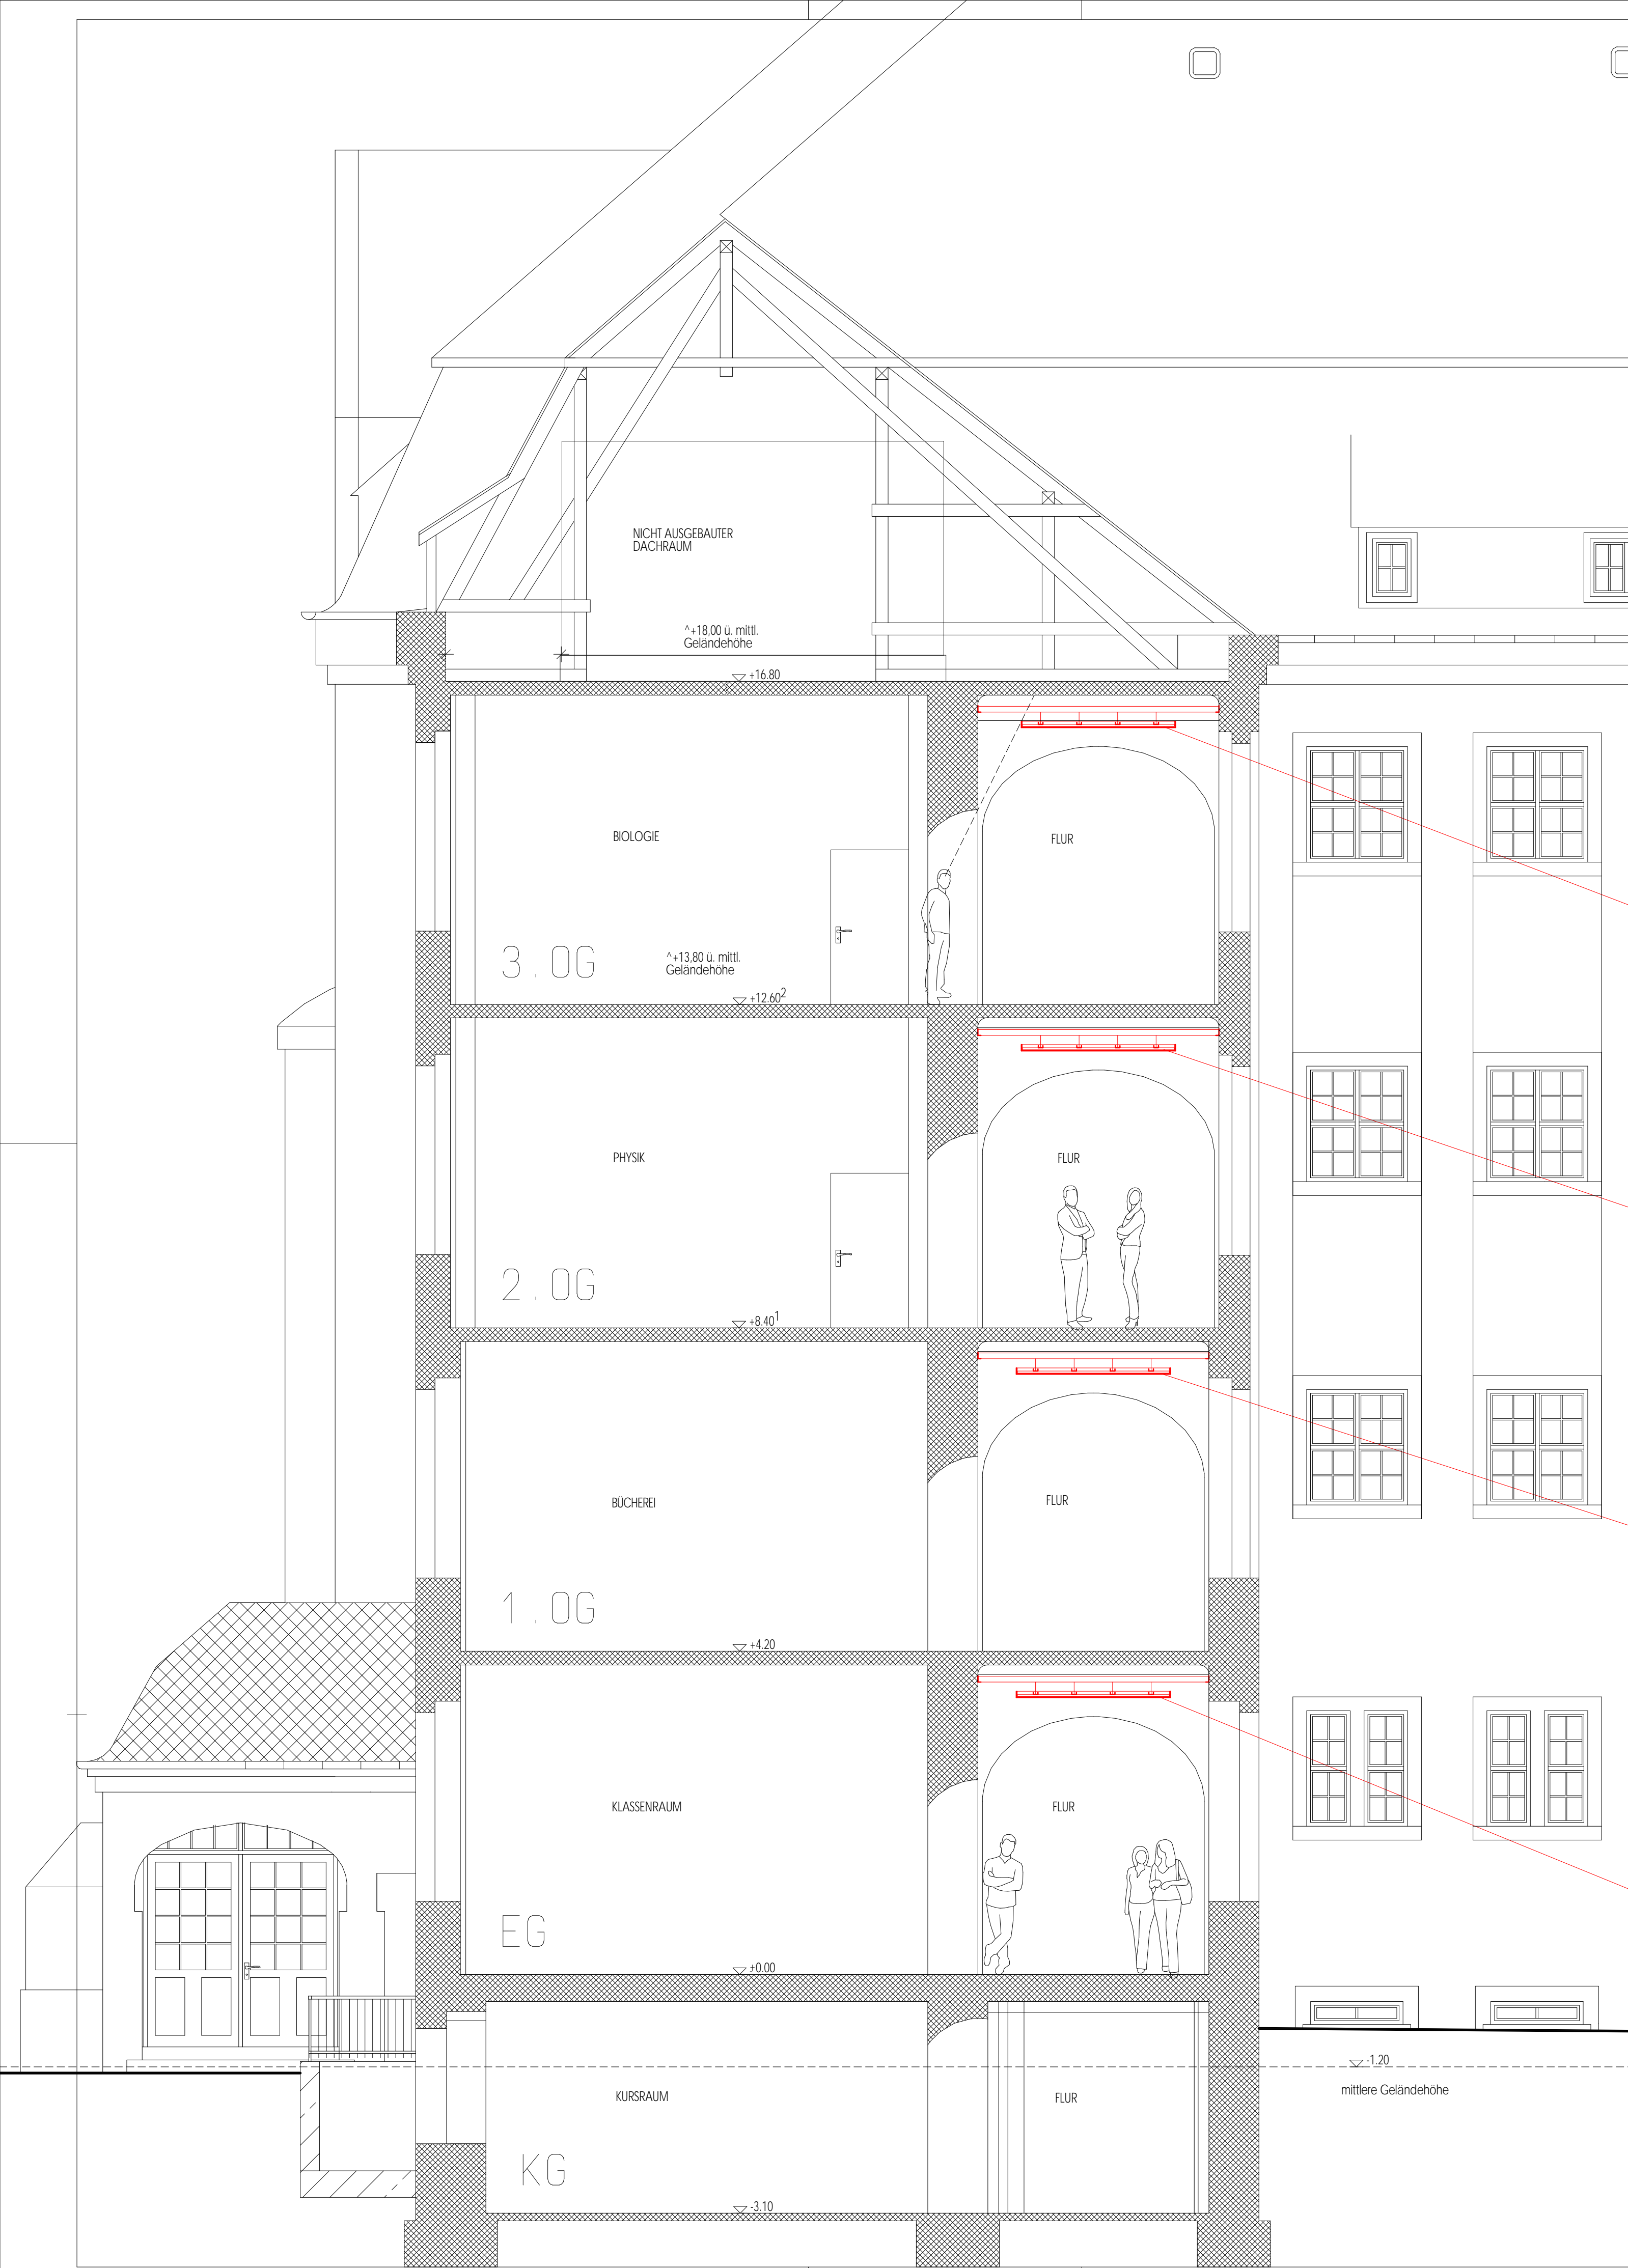 NICHT AUSGEBAUTER
DACHRAUM
^+18,00 ü. mittl.
Geländehöhe
+16.80
BIOLOGIE
FLUR
3.OG
^+13,80 ü. mittl.
Geländehöhe
+12.60²
PHYSIK
FLUR
2.OG
+8.40¹
BÜCHEREI
FLUR
1.OG
+4.20
KLASSENRAUM
FLUR
EG
±0.00
-1.20
mittlere Geländehöhe
KURSRAUM
FLUR
KG
-3.10